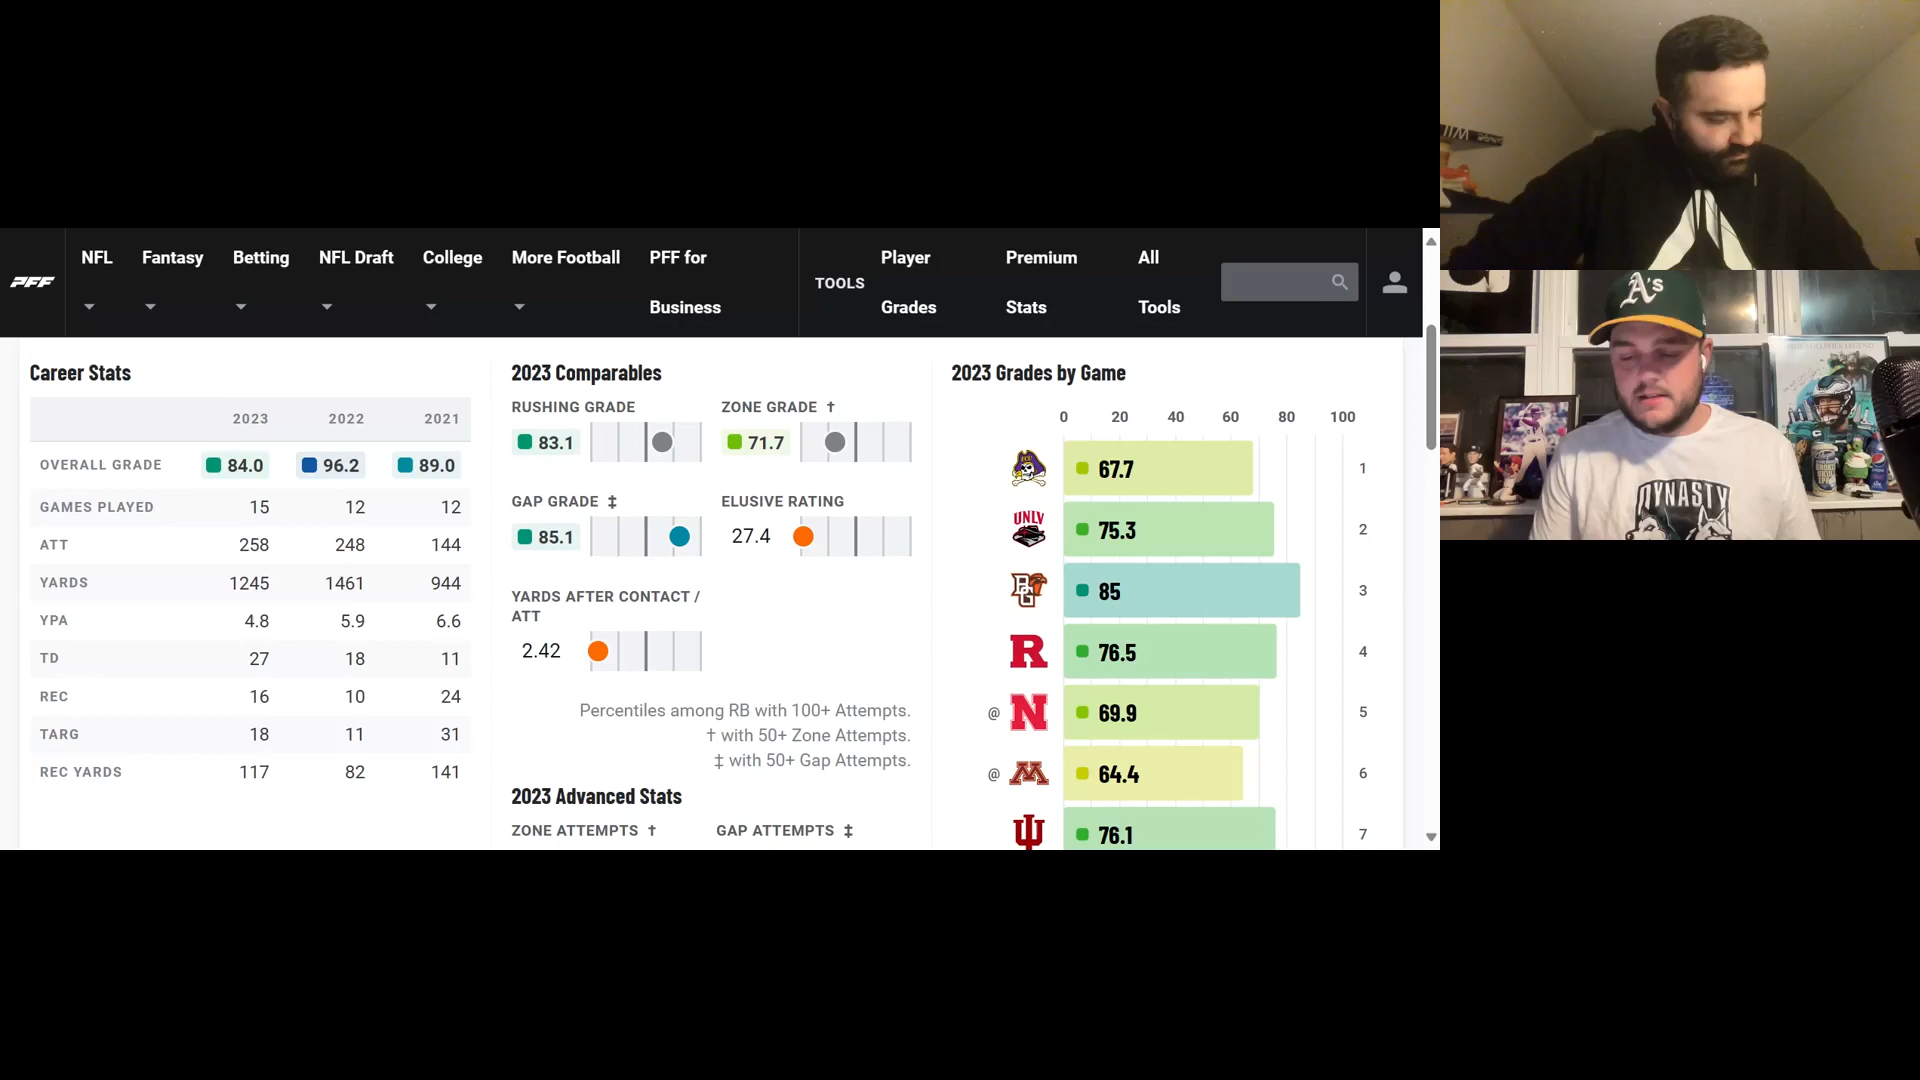 PFF
NFL
Fantasy
Betting
NFL Draft
College
More Football
PFF for
Business
TOOLS
Player
Grades
Premium
Stats
All
Tools
Career Stats
2023 2022 2021
OVERALL GRADE 84.0 96.2 89.0
GAMES PLAYED 15 12 12
ATT 258 248 144
YARDS 1245 1461 944
YPA 4.8 5.9 6.6
TD 27 18 11
REC 16 10 24
TARG 18 11 31
REC YARDS 117 82 141
2023 Comparables
RUSHING GRADE
83.1
ZONE GRADE †
71.7
GAP GRADE ‡
85.1
ELUSIVE RATING
27.4
YARDS AFTER CONTACT /
ATT
2.42
Percentiles among RB with 100+ Attempts.
† with 50+ Zone Attempts.
‡ with 50+ Gap Attempts.
2023 Advanced Stats
ZONE ATTEMPTS †
GAP ATTEMPTS ‡
2023 Grades by Game
0 20 40 60 80 100
ECU 67.7 1
UNLV 75.3 2
BG 85 3
R 76.5 4
@ N 69.9 5
@ M 64.4 6
76.1 7
A's
DYNASTY